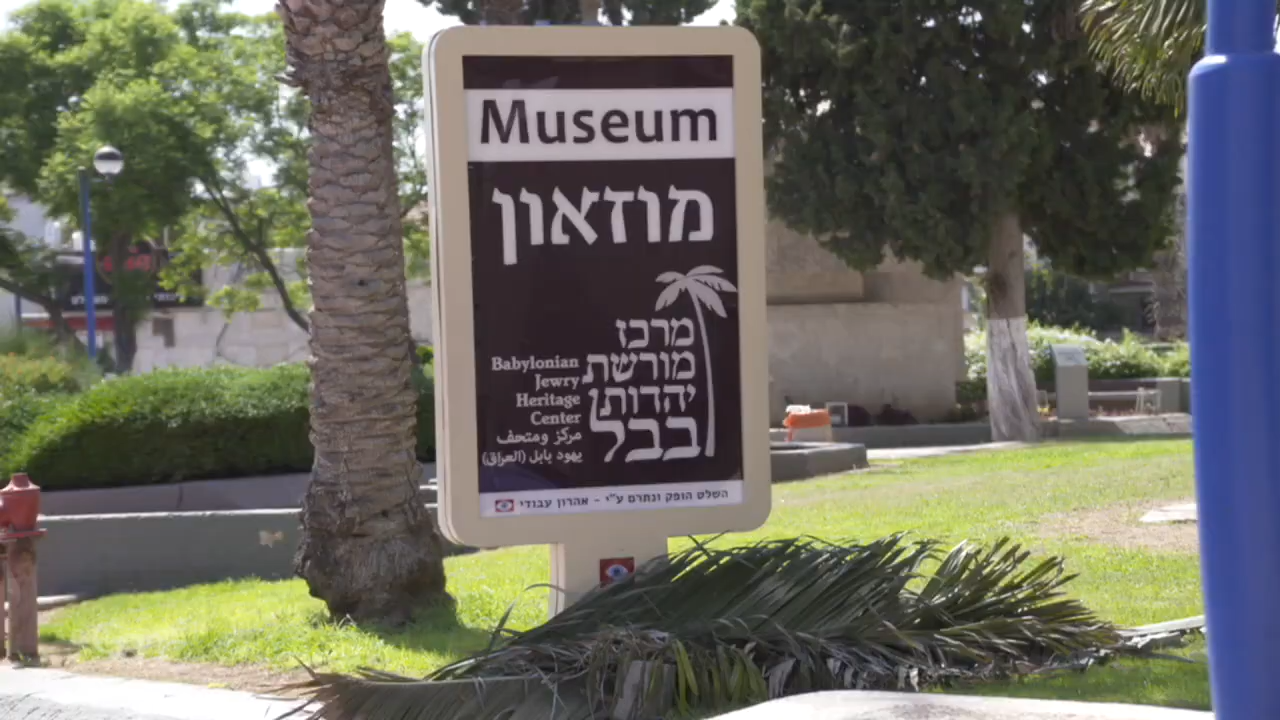 Museum
מוזאון
מרכז
מורשת
יהדות
בבל
Babylonian
Jewry
Heritage
Center
مركز ومتحف
يهود بابل (العراق)
השלט הופק ונתרם ע"י - אהרון עבודי